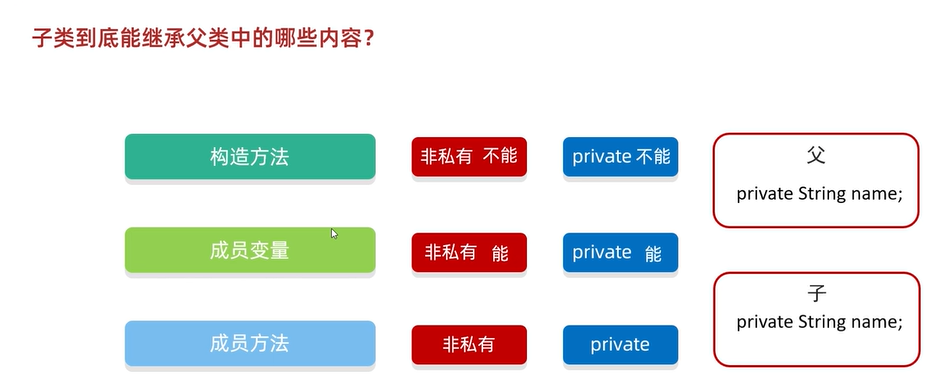 子类到底能继承父类中的哪些内容？
构造方法
非私有 不能
private 不能
父
private String name;
成员变量
非私有 能
private 能
子
private String name;
成员方法
非私有
private